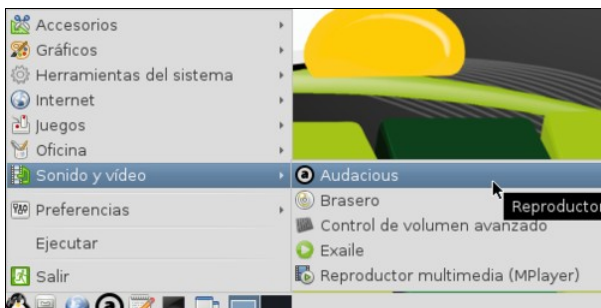 Accesorios
Gráficos
Herramientas del sistema
Internet
Juegos
Oficina
Sonido y vídeo
Preferencias
Ejecutar
Salir
Audacious
Brasero
Reproductor
Control de volumen avanzado
Exaile
Reproductor multimedia (MPlayer)